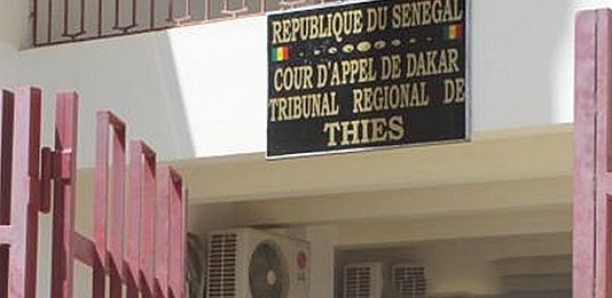 REPUBLIQUE DU SENEGAL
COUR D'APPEL DE DAKAR
TRIBUNAL REGIONAL DE
THIES